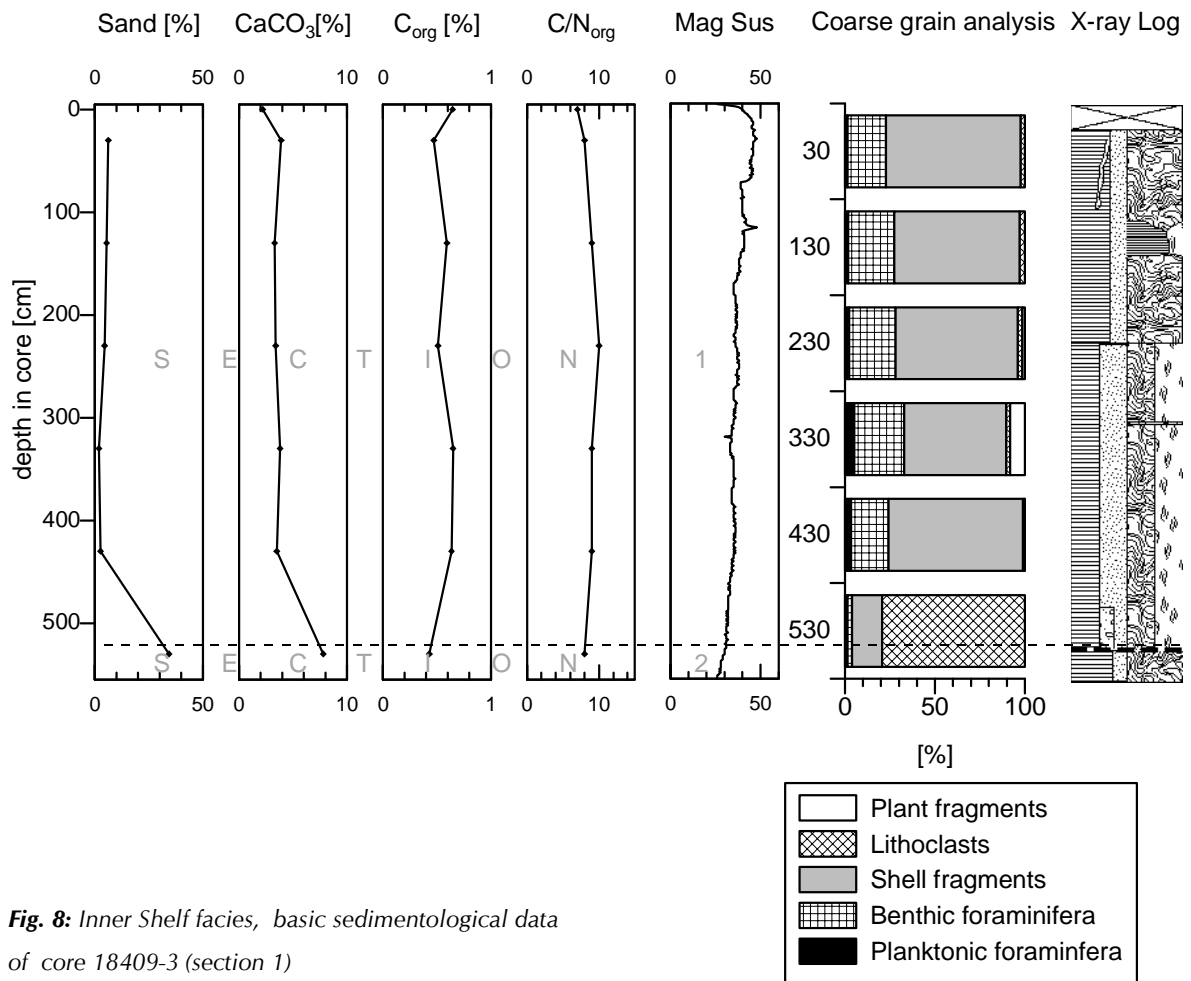 Sand [%] CaCO3[%] Corg [%] C/Norg Mag Sus Coarse grain analysis X-ray Log
0 50 0 10 0 1 0 10 0 50
0
100
200
300
400
500
depth in core [cm]
30
130
230
330
430
530
S E C T I O N 1
S E C T I O N 2
0 50 0 10 0 1 0 10 0 50 0 50 100
[%]
Plant fragments
Lithoclasts
Shell fragments
Benthic foraminifera
Planktonic foraminfera
Fig. 8: Inner Shelf facies, basic sedimentological data
of core 18409-3 (section 1)